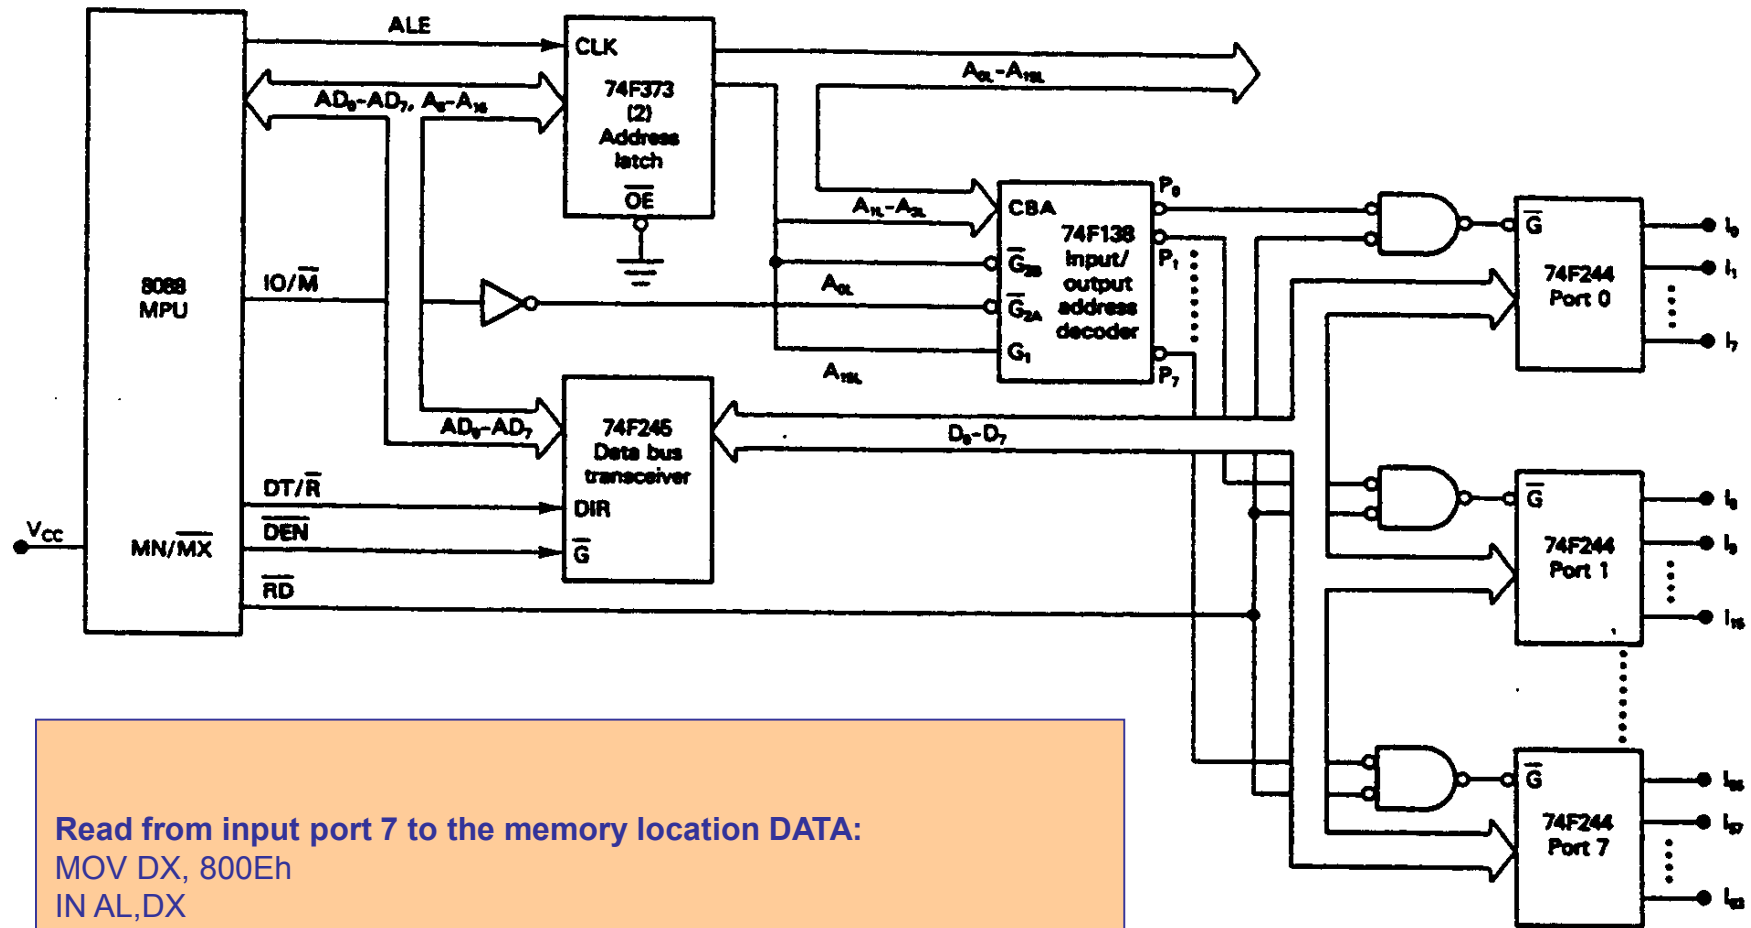 ALE
CLK
74F373
(2)
Address
latch
OE
AD₀-AD₇, A₈-A₁₅
A₀L-A₁₅L
8088
MPU
IO/M
A₁L-A₃L
CBA
74F138
Input/
output
address
decoder
G₂B
G₂A
G₁
A₀L
A₁₅L
P₀
P₁
P₇
G
74F244
Port 0
I₀
I₁
I₇
AD₀-AD₇
74F245
Data bus
transceiver
DIR
G
D₀-D₇
DT/R
DEN
RD
VCC
MN/MX
G
74F244
Port 1
I₈
I₉
I₁₅
G
74F244
Port 7
I₅₇
Read from input port 7 to the memory location DATA:
MOV DX, 800Eh
IN AL,DX